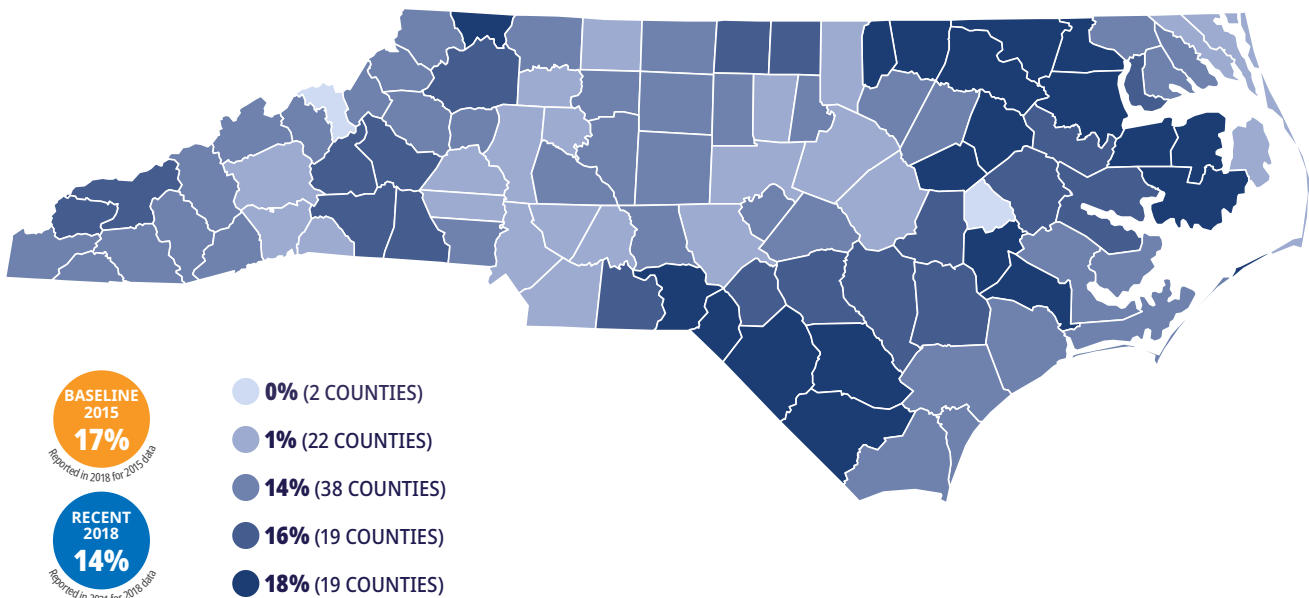 BASELINE
2015
17%
Reported in 2018 for 2015 data
RECENT
2018
14%
Reported in 2021 for 2018 data
0% (2 COUNTIES)
1% (22 COUNTIES)
14% (38 COUNTIES)
16% (19 COUNTIES)
18% (19 COUNTIES)